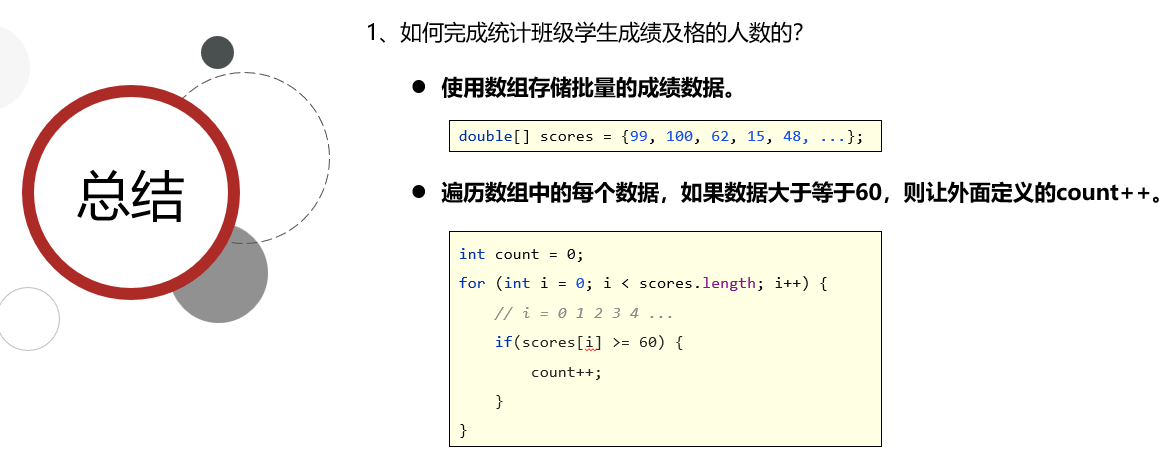 总结
1、如何完成统计班级学生成绩及格的人数的？
● 使用数组存储批量的成绩数据。
double[] scores = {99, 100, 62, 15, 48, ...};
● 遍历数组中的每个数据，如果数据大于等于60，则让外面定义的count++。
int count = 0;
for (int i = 0; i < scores.length; i++) {
    // i = 0 1 2 3 4 ...
    if(scores[i] >= 60) {
        count++;
    }
}